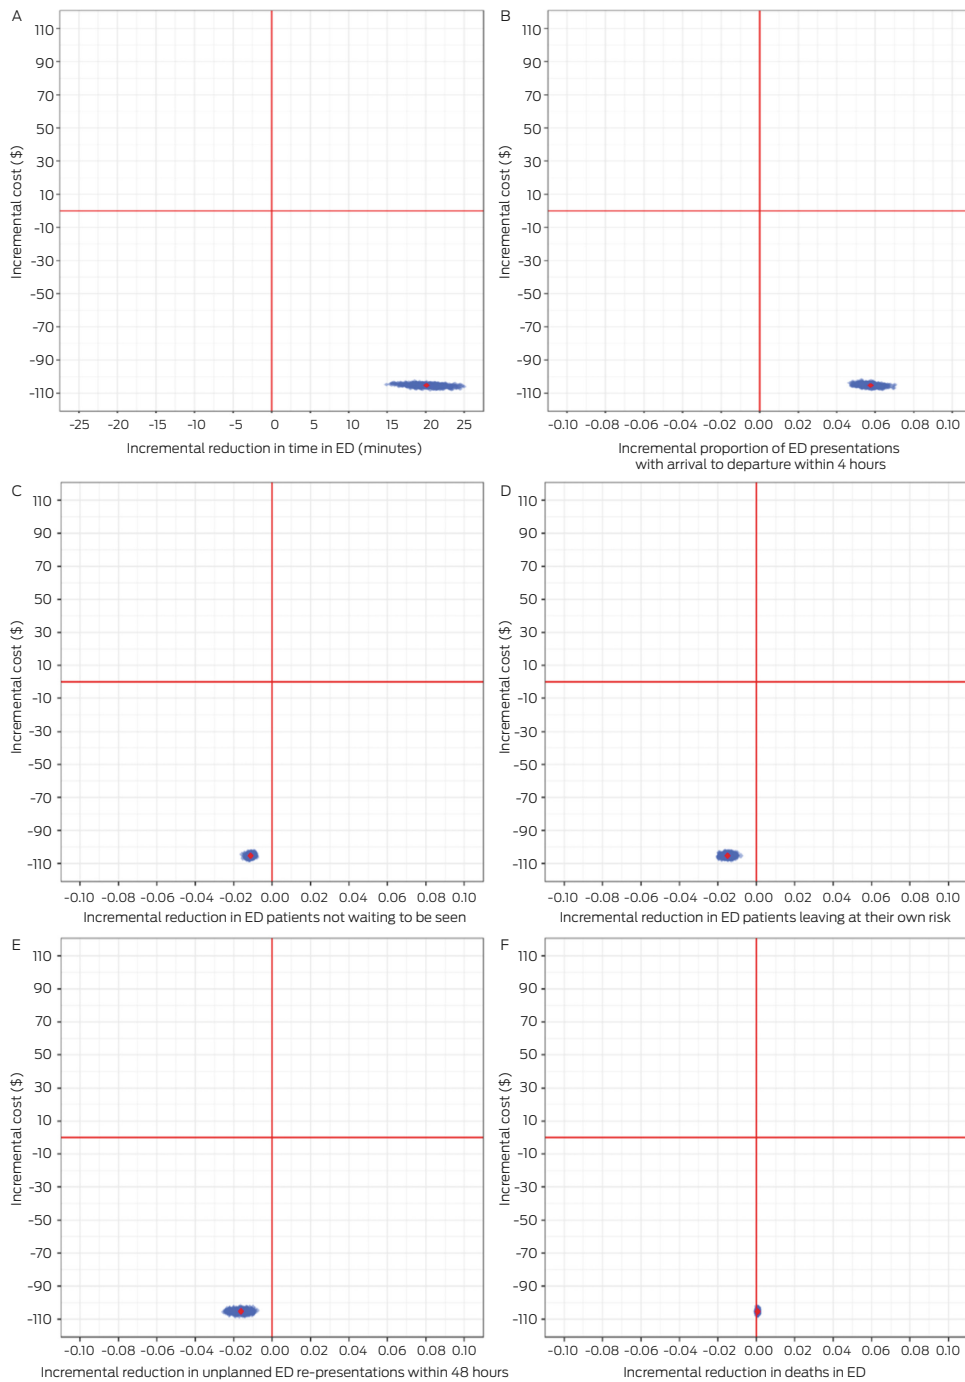 A
110
90
70
50
30
10
-10
-30
-50
-70
-90
-110
Incremental cost ($)
-25 -20 -15 -10 -5 0 5 10 15 20 25
Incremental reduction in time in ED (minutes)
B
110
90
70
50
30
10
-10
-30
-50
-70
-90
-110
Incremental cost ($)
-0.10 -0.08 -0.06 -0.04 -0.02 0.00 0.02 0.04 0.06 0.08 0.10
Incremental proportion of ED presentations
with arrival to departure within 4 hours
C
110
90
70
50
30
10
-10
-30
-50
-70
-90
-110
Incremental cost ($)
-0.10 -0.08 -0.06 -0.04 -0.02 0.00 0.02 0.04 0.06 0.08 0.10
Incremental reduction in ED patients not waiting to be seen
D
110
90
70
50
30
10
-10
-30
-50
-70
-90
-110
Incremental cost ($)
-0.10 -0.08 -0.06 -0.04 -0.02 0.00 0.02 0.04 0.06 0.08 0.10
Incremental reduction in ED patients leaving at their own risk
E
110
90
70
50
30
10
-10
-30
-50
-70
-90
-110
Incremental cost ($)
-0.10 -0.08 -0.06 -0.04 -0.02 0.00 0.02 0.04 0.06 0.08 0.10
Incremental reduction in unplanned ED re-presentations within 48 hours
F
110
90
70
50
30
10
-10
-30
-50
-70
-90
-110
Incremental cost ($)
-0.10 -0.08 -0.06 -0.04 -0.02 0.00 0.02 0.04 0.06 0.08 0.10
Incremental reduction in deaths in ED